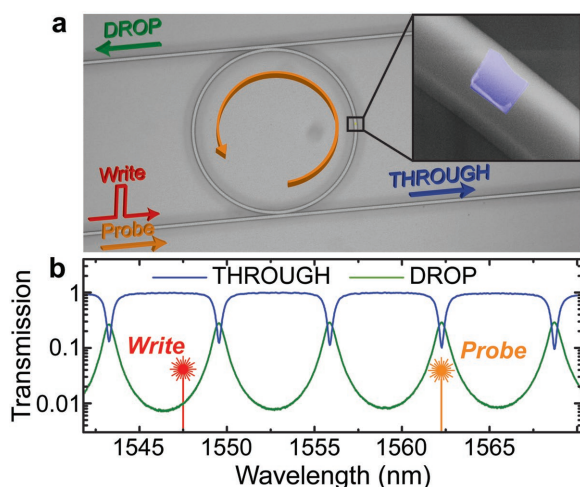 a
DROP
Write
Probe
THROUGH
b
THROUGH DROP
Transmission
1
0.1
0.01
Write
Probe
1545 1550 1555 1560 1565
Wavelength (nm)